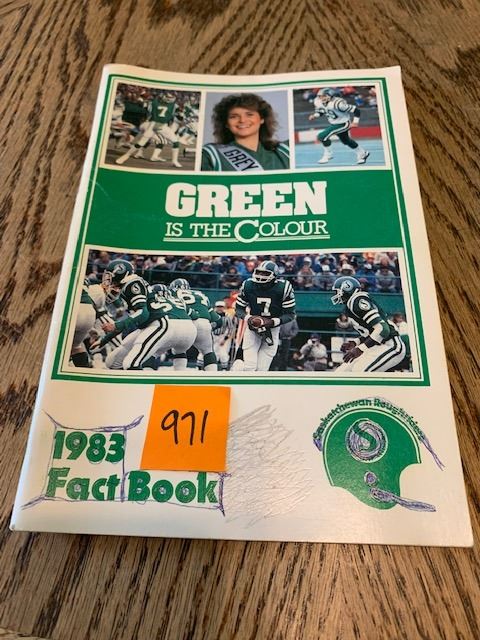 7
GREY
GREEN
IS THE COLOUR
7
971
1983
Fact Book
Saskatchewan Roughriders
S